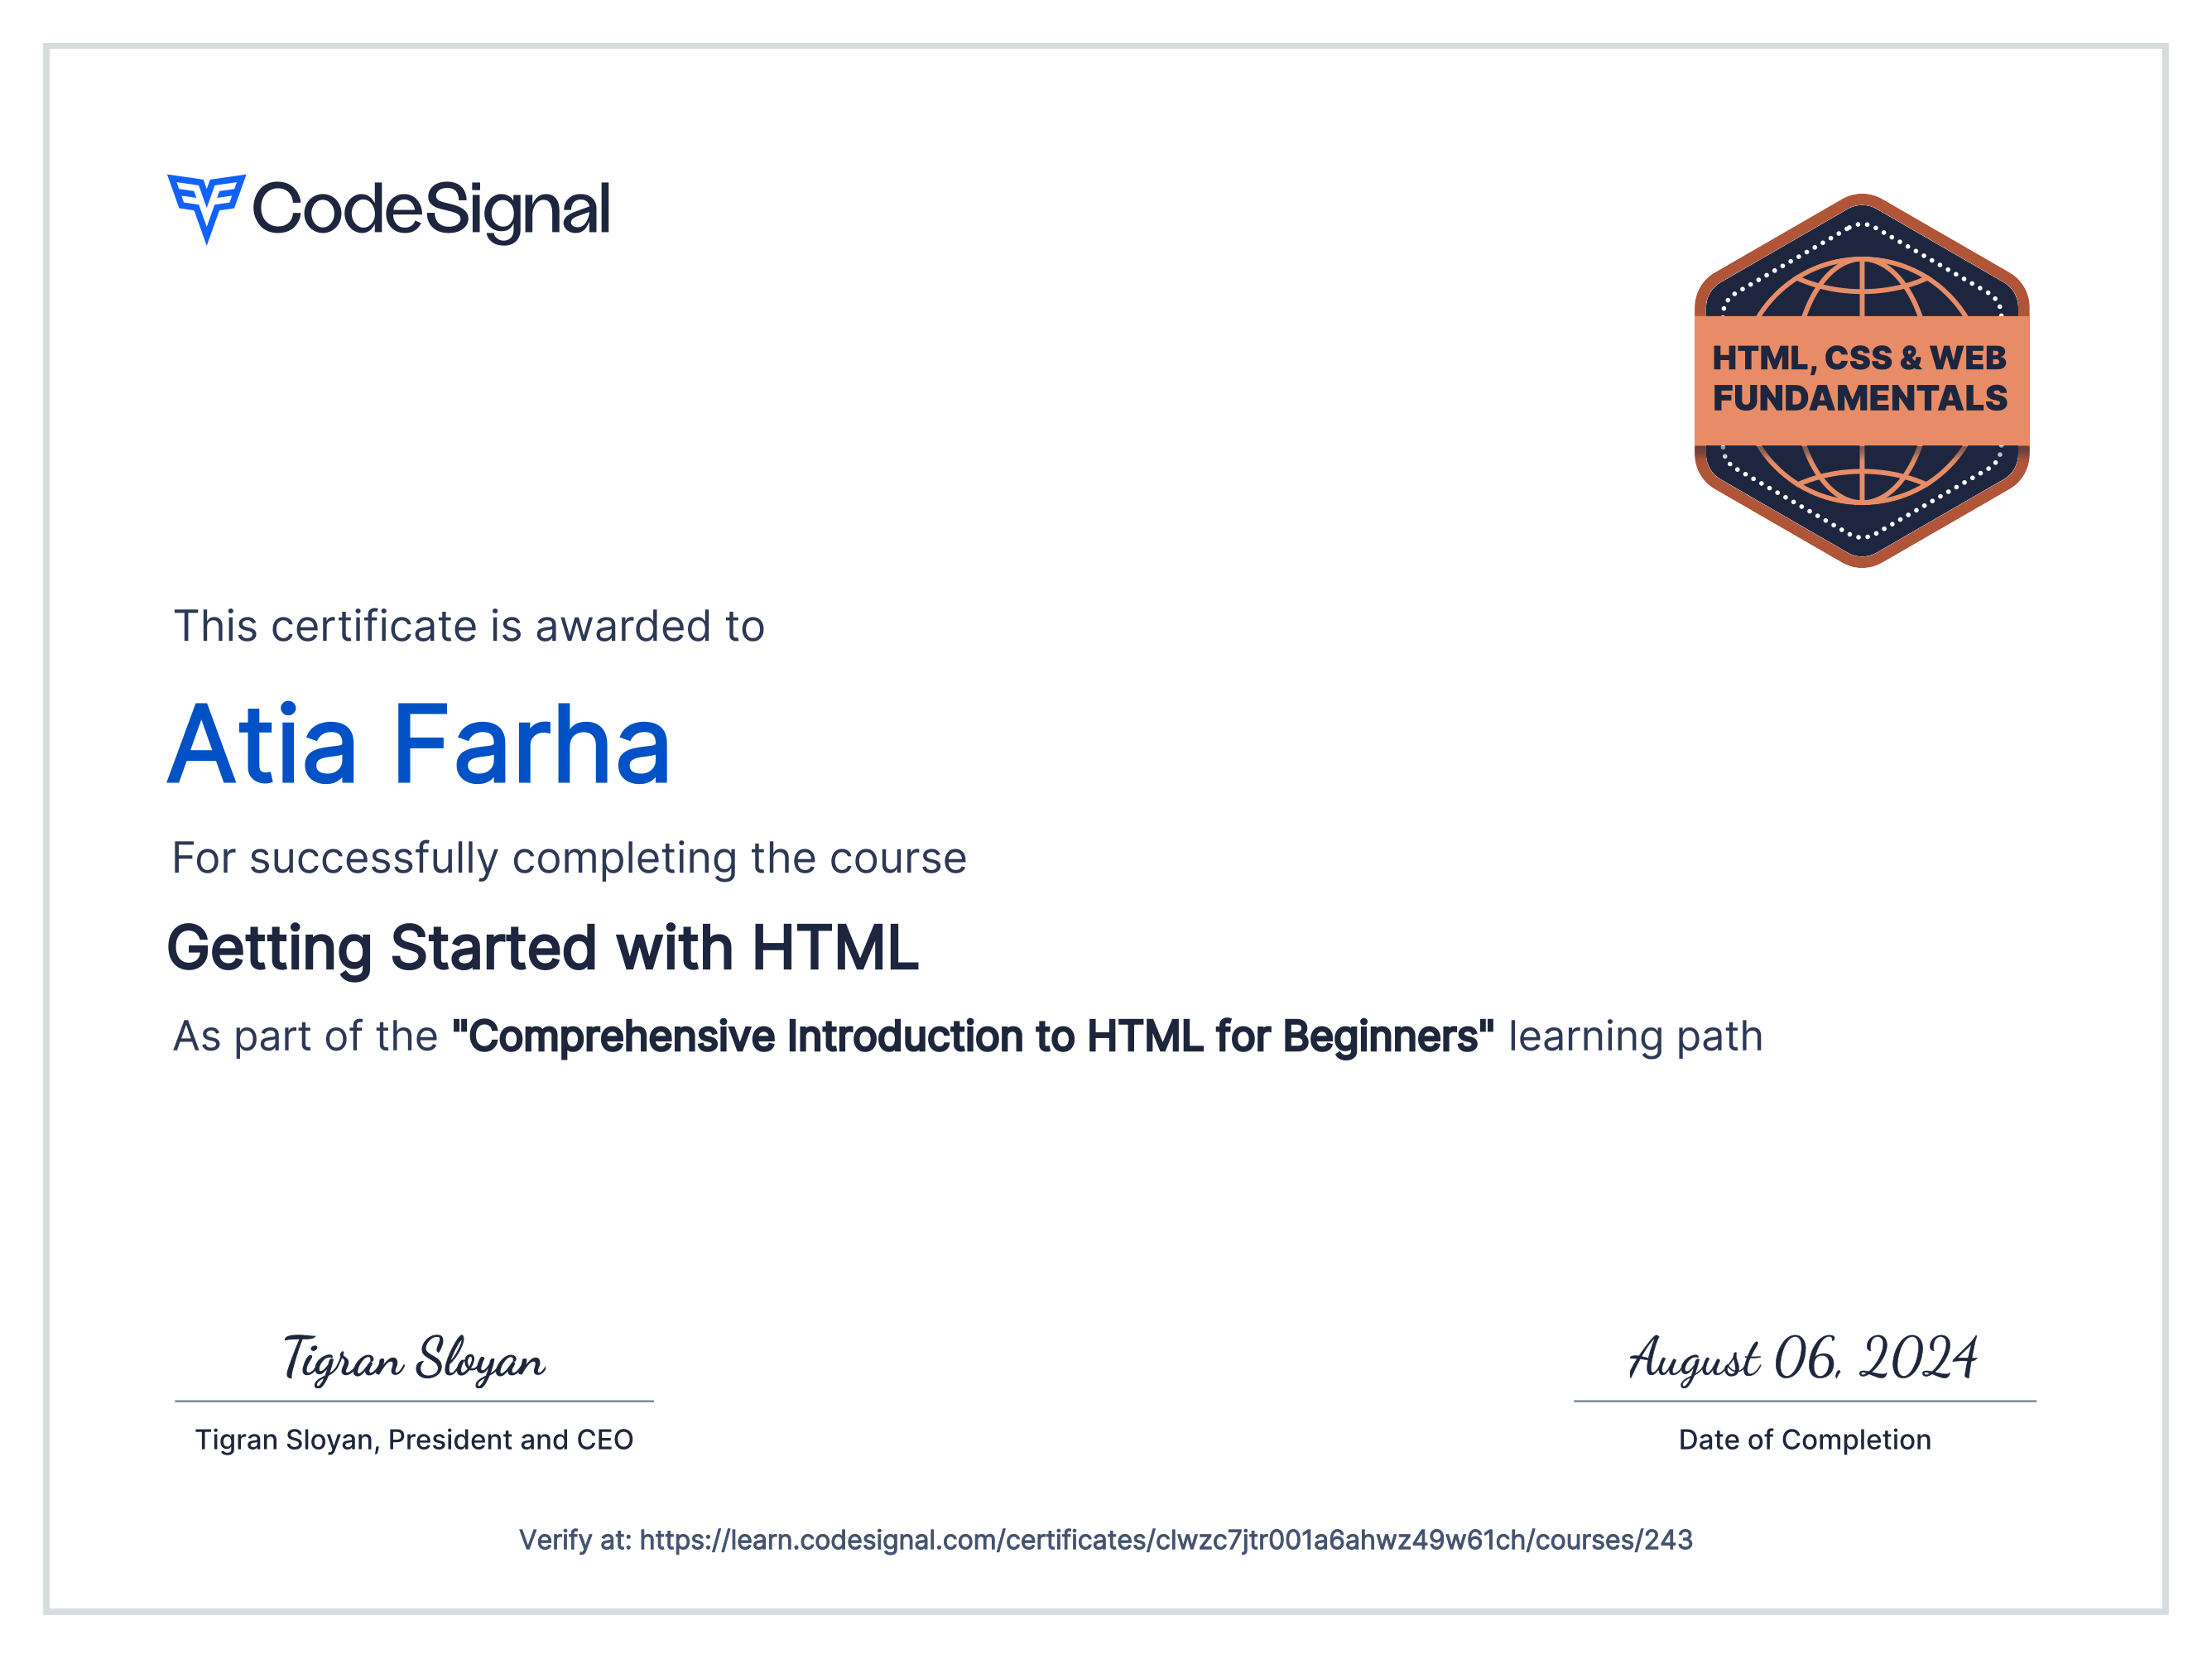 CodeSignal
HTML, CSS & WEB
FUNDAMENTALS
This certificate is awarded to
Atia Farha
For successfully completing the course
Getting Started with HTML
As part of the "Comprehensive Introduction to HTML for Beginners" learning path
Tigran Sloyan
Tigran Sloyan, President and CEO
August 06, 2024
Date of Completion
Verify at: https://learn.codesignal.com/certificates/clwzc7jtr001a6ahwz49w61ch/courses/243